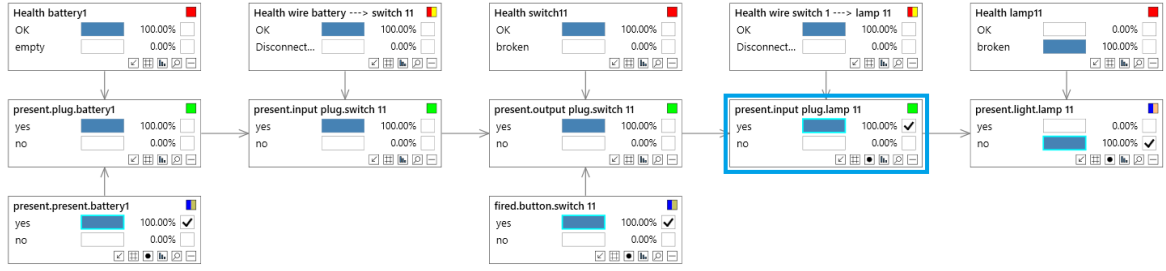 Health battery1
OK 100.00%
empty 0.00%
Health wire battery ---> switch 11
OK 100.00%
Disconnect... 0.00%
Health switch11
OK 100.00%
broken 0.00%
Health wire switch 1 ---> lamp 11
OK 100.00%
Disconnect... 0.00%
Health lamp11
OK 0.00%
broken 100.00%
present.plug.battery1
yes 100.00%
no 0.00%
present.input plug.switch 11
yes 100.00%
no 0.00%
present.output plug.switch 11
yes 100.00%
no 0.00%
present.input plug.lamp 11
yes 100.00%
no 0.00%
present.light.lamp 11
yes 0.00%
no 100.00%
present.present.battery1
yes 100.00%
no 0.00%
fired.button.switch 11
yes 100.00%
no 0.00%